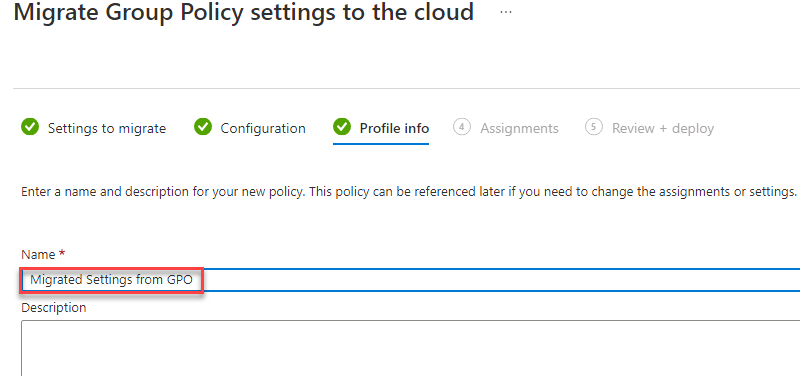 Migrate Group Policy settings to the cloud ...
Settings to migrate Configuration Profile info 4 Assignments 5 Review + deploy
Enter a name and description for your new policy. This policy can be referenced later if you need to change the assignments or settings.
Name *
Migrated Settings from GPO
Description